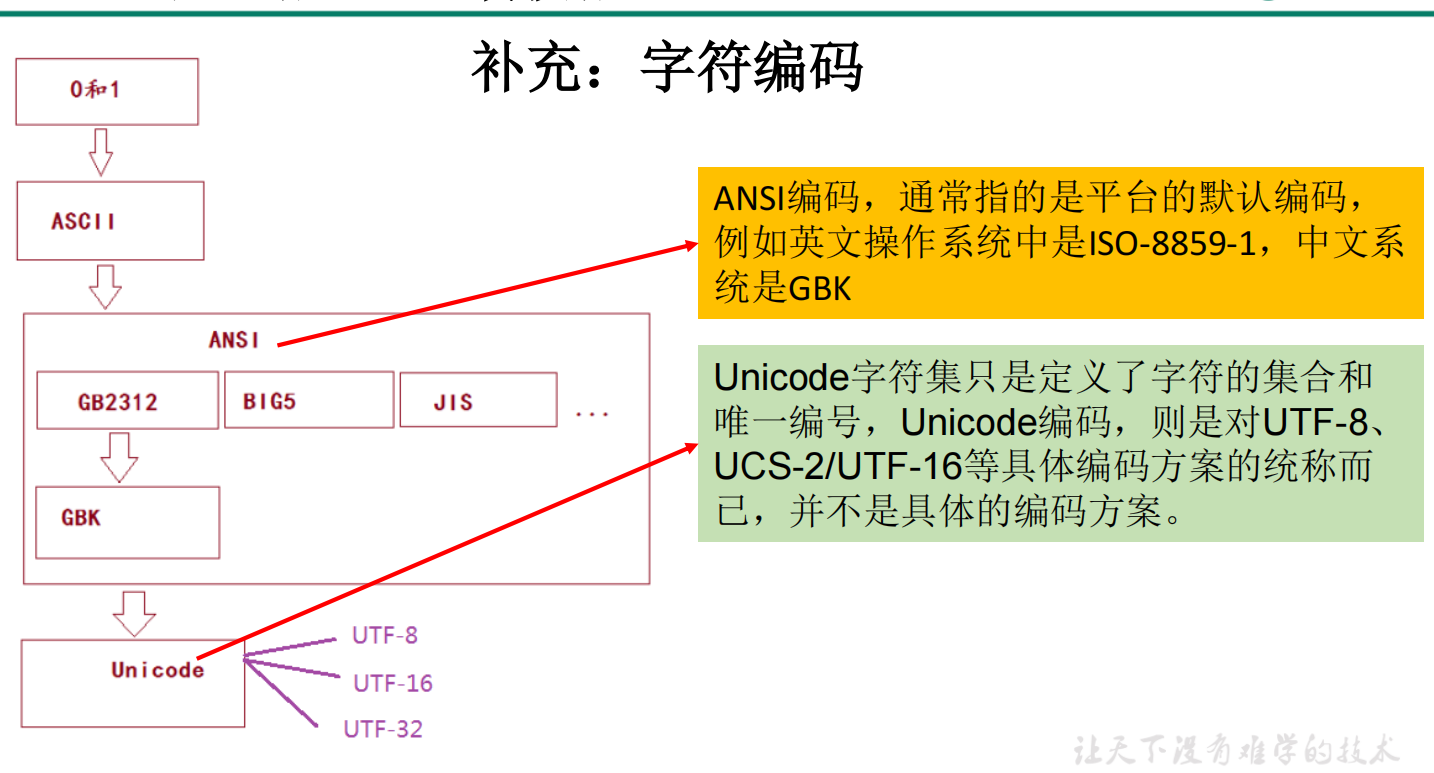 补充：字符编码
0和1
ASCII
ANSI
GB2312
BIG5
JIS
...
GBK
Unicode
UTF-8
UTF-16
UTF-32
ANSI编码，通常指的是平台的默认编码，
例如英文操作系统中是ISO-8859-1，中文系
统是GBK
Unicode字符集只是定义了字符的集合和
唯一编号，Unicode编码，则是对UTF-8、
UCS-2/UTF-16等具体编码方案的统称而
已，并不是具体的编码方案。
让天下没有难学的技术